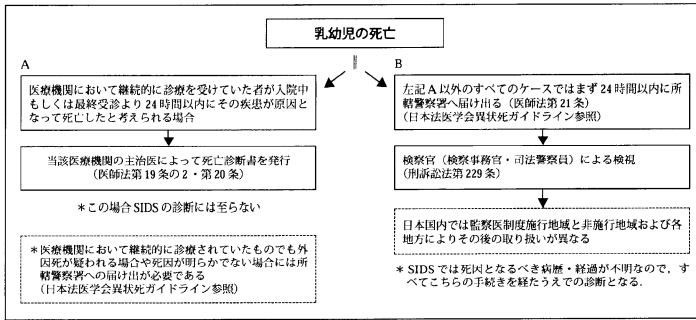 乳幼児の死亡
A
医療機関において継続的に診療を受けていた者が入院中
もしくは最終受診より24時間以内にその疾患が原因と
なって死亡したと考えられる場合
当該医療機関の主治医によって死亡診断書を発行
(医師法第19条の2・第20条)
*この場合SIDSの診断には至らない
*医療機関において継続的に診療されていたものでも外
因死が疑われる場合や死因が明らかでない場合には所
轄警察署への届け出が必要である
(日本法医学会異状死ガイドライン参照)
B
左記A以外のすべてのケースではまず24時間以内に所
轄警察署へ届け出る(医師法第21条)
(日本法医学会異状死ガイドライン参照)
検察官(検察事務官・司法警察員)による検視
(刑訴訟法第229条)
日本国内では監察医制度施行地域と非施行地域および各
地方によりその後の取り扱いが異なる
* SIDSでは死因となるべき病歴・経過が不明なので,す
べてこちらの手続きを経たうえでの診断となる.